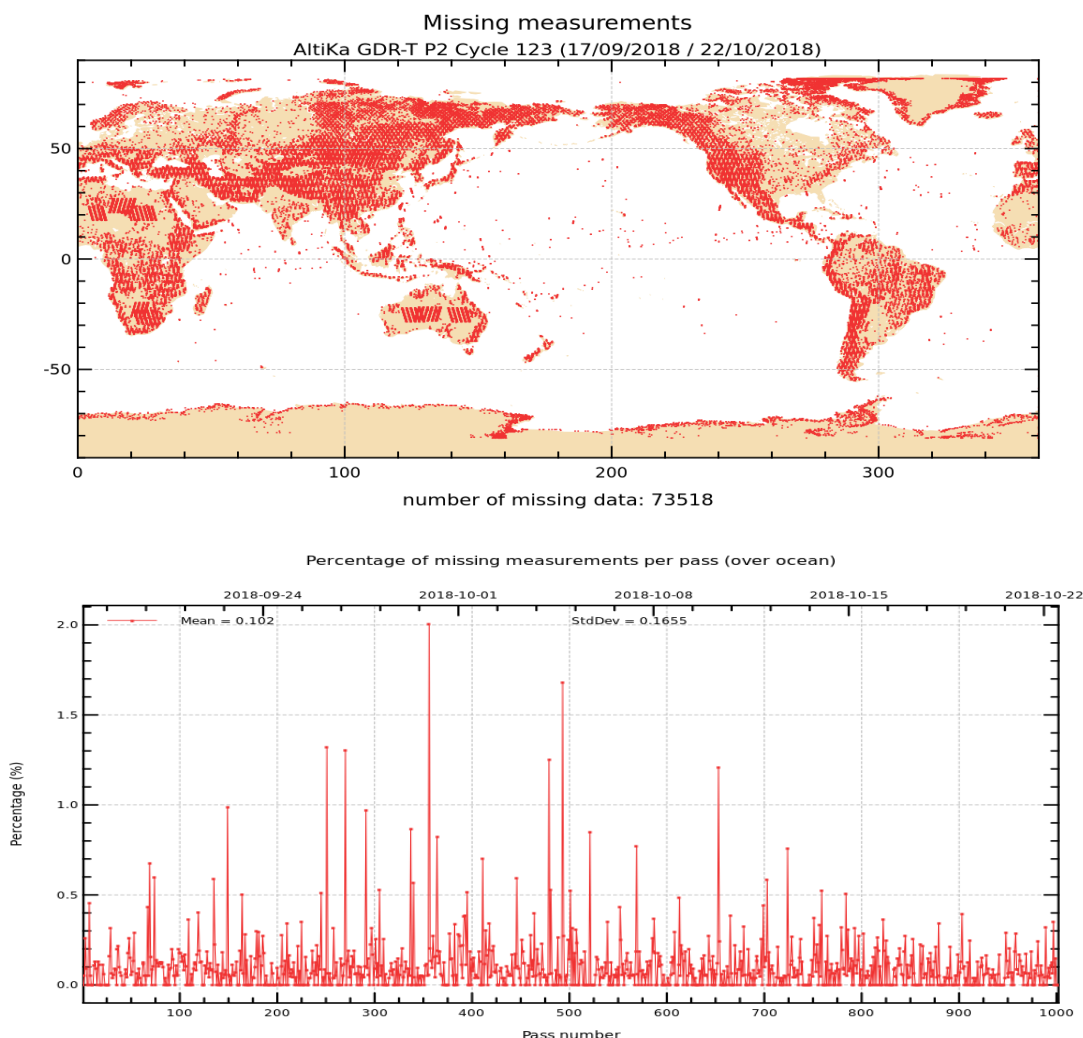 Missing measurements
AltiKa GDR-T P2 Cycle 123 (17/09/2018 / 22/10/2018)
50
0
-50
0 100 200 300
number of missing data: 73518
Percentage of missing measurements per pass (over ocean)
2018-09-24 2018-10-01 2018-10-08 2018-10-15 2018-10-22
Mean = 0.102 StdDev = 0.1655
2.0
1.5
1.0
0.5
0.0
Percentage (%)
100 200 300 400 500 600 700 800 900 1000
Pass number